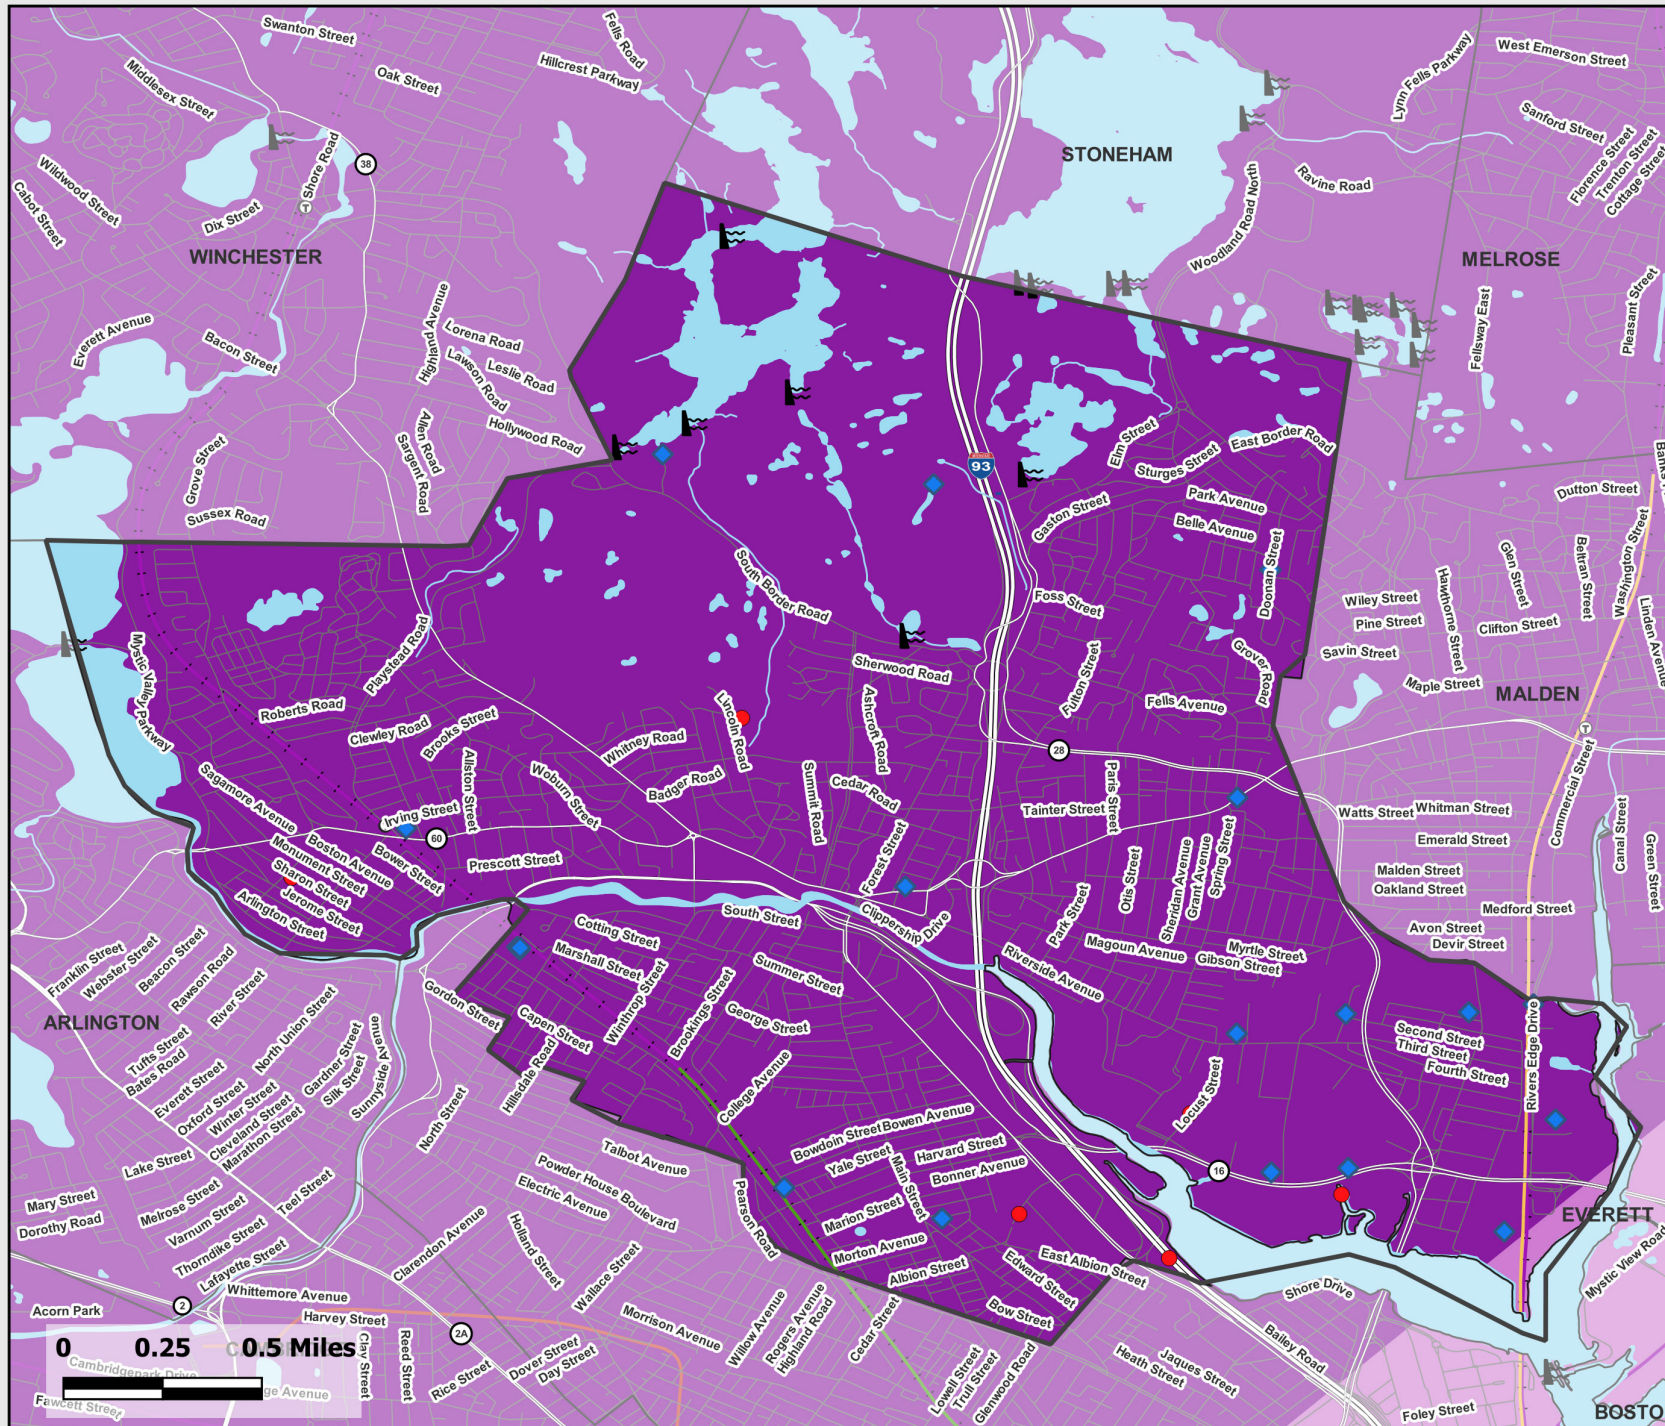 Swanton Street
Fells Road
Hillcrest Parkway
Oak Street
Middlesex Street
Lynn Fells Parkway
West Emerson Street
Sanford Street
Florence Street
Trenton Street
Cottage Street
STONEHAM
Shore Road
38
Wildwood Street
Cabot Street
Dix Street
T
Ravine Road
Woodland Road North
WINCHESTER
MELROSE
Pleasant Street
Fellsway East
Everett Avenue
Bacon Street
Highland Avenue
Lorena Road
Lawson Road
Leslie Road
Hollywood Road
Allen Road
Sargent Road
Grove Street
Sussex Road
Elm Street
East Border Road
Sturges Street
93
Park Avenue
Belle Avenue
Gaston Street
Doonan Street
Dutton Street
Washington Street
Beltran Street
Glen Street
Hawthorne Street
Linden Avenue
South Border Road
Foss Street
Wiley Street
Pine Street
Clifton Street
Savin Street
Maple Street
MALDEN
T
Grover Road
Fulton Street
Fells Avenue
Sherwood Road
Ashcroft Road
Lincoln Road
Playstead Road
Mystic Valley Parkway
Roberts Road
Clewley Road
Brooks Street
Whitney Road
Badger Road
Woburn Street
Allston Street
28
Summit Road
Cedar Road
Tainter Street
Paris Street
Watts Street
Whitman Street
Emerald Street
Commercial Street
Canal Street
Green Street
Malden Street
Oakland Street
Medford Street
Avon Street
Devir Street
Sagamore Avenue
Irving Street
60
Boston Avenue
Monument Street
Bower Street
Sharon Street
Jerome Street
Arlington Street
Prescott Street
Forest Street
Otis Street
Sheridan Avenue
Grant Avenue
Spring Street
Park Street
Clippership Drive
South Street
Magoun Avenue
Myrtle Street
Gibson Street
Riverside Avenue
Cotting Street
Marshall Street
Winthrop Street
Summer Street
Brookings Street
George Street
Capen Street
Gordon Street
Hillsdale Road
College Avenue
Second Street
Third Street
Fourth Street
Rivers Edge Drive
Locust Street
Franklin Street
Webster Street
Beacon Street
Rawson Road
River Street
ARLINGTON
North Union Street
Tufts Street
Bates Road
Everett Street
Oxford Street
Winter Street
Cleveland Street
Marathon Street
Gardner Street
Silk Street
Sunnyside Avenue
North Street
Lake Street
Mary Street
Dorothy Road
Melrose Street
Varnum Street
Thorndike Street
Lafayette Street
Teel Street
Talbot Avenue
Powder House Boulevard
Electric Avenue
Holland Street
Clarendon Avenue
Wallace Street
Pearson Road
Bowdoin Street
Bowen Avenue
Yale Street
Main Street
Harvard Street
Bonner Avenue
Marion Street
Morton Avenue
Albion Street
Edward Street
East Albion Street
Bow Street
16
EVERETT
Mystic View Road
Shore Drive
Whittemore Avenue
2
Acorn Park
Harvey Street
2A
Clay Street
Reed Street
Rice Street
Dover Street
Day Street
Morrison Avenue
Willow Avenue
Rogers Avenue
Highland Road
Cedar Street
Lowell Street
Trull Street
Glenwood Road
Heath Street
Jaques Street
Bailey Road
Foley Street
BOSTO
0 0.25 0.5 Miles
Cambridgepark Drive
ge Avenue
Fawcett Street